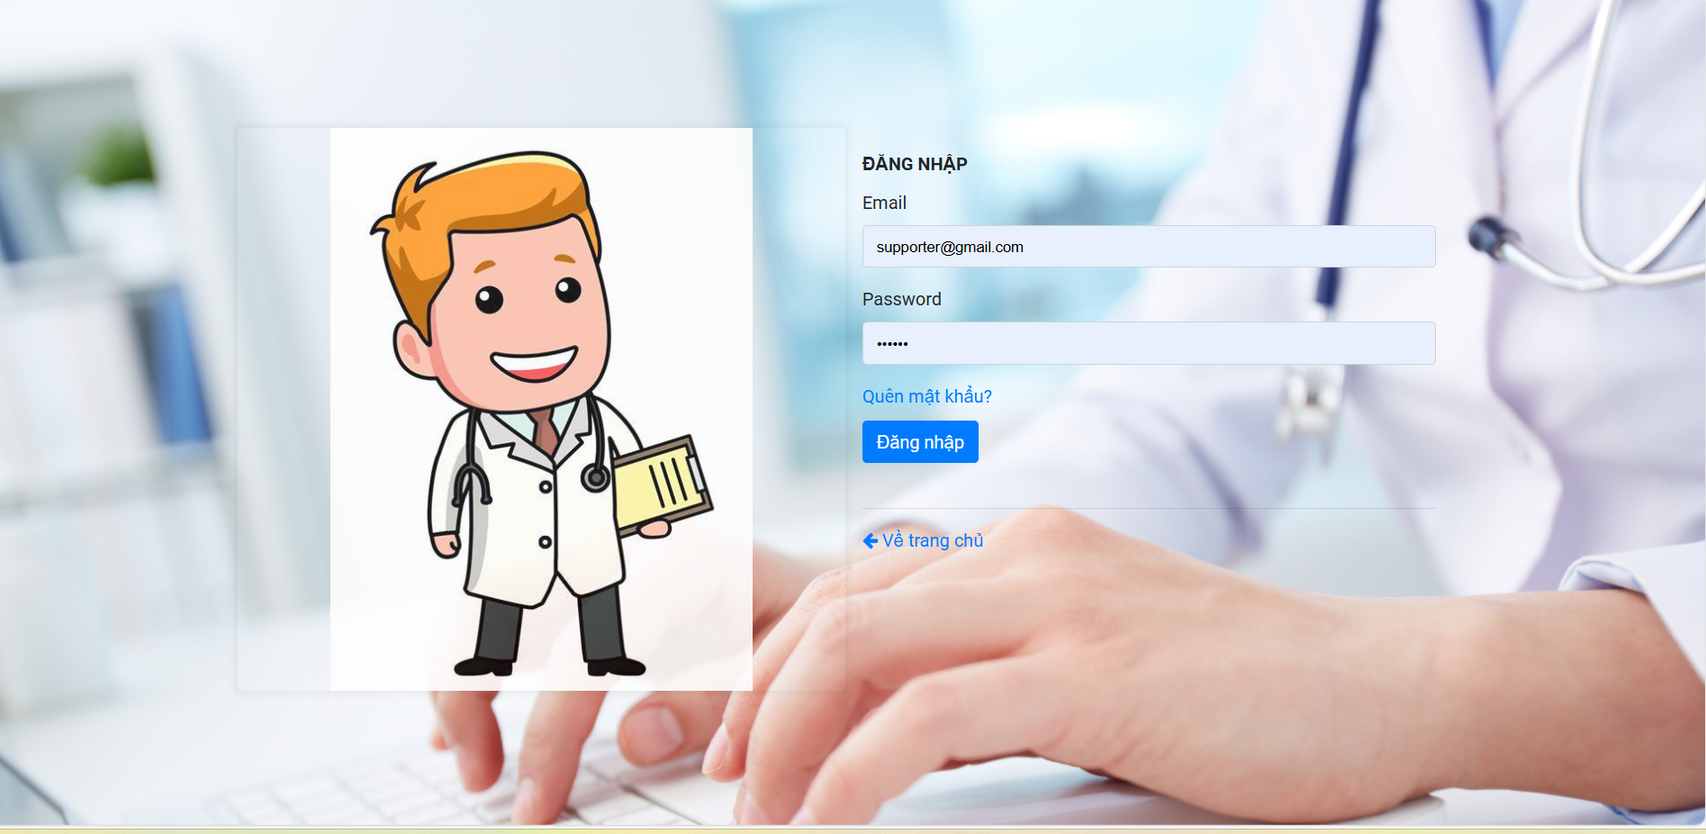 ĐĂNG NHẬP
Email
supporter@gmail.com
Password
••••••
Quên mật khẩu?
Đăng nhập
Về trang chủ